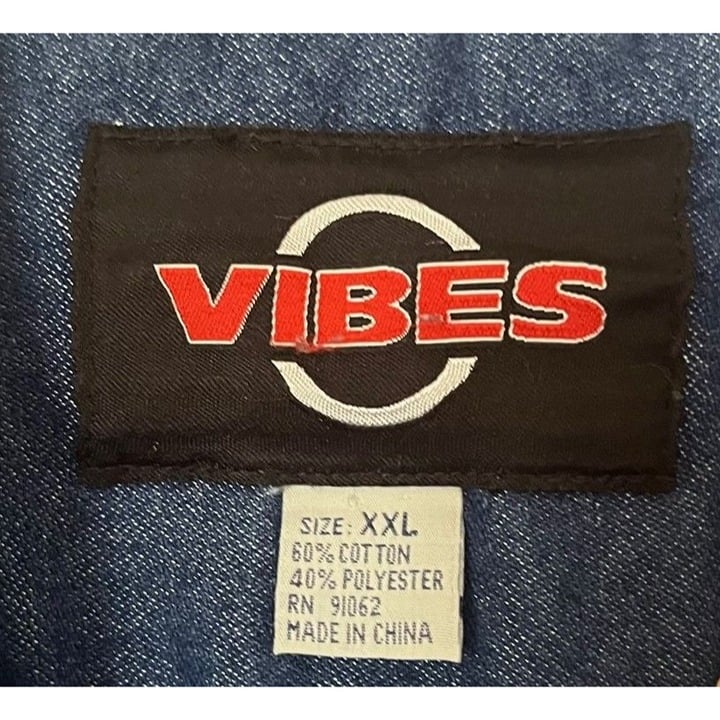 VIBES
SIZE: XXL
60% COTTON
40% POLYESTER
RN 91062
MADE IN CHINA